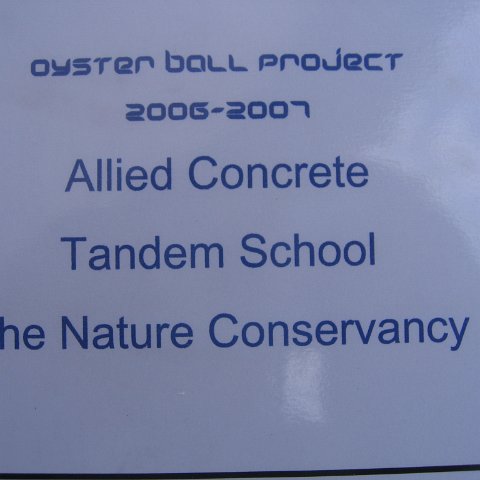 OYSTER BALL PROJECT
2006-2007
Allied Concrete
Tandem School
he Nature Conservancy